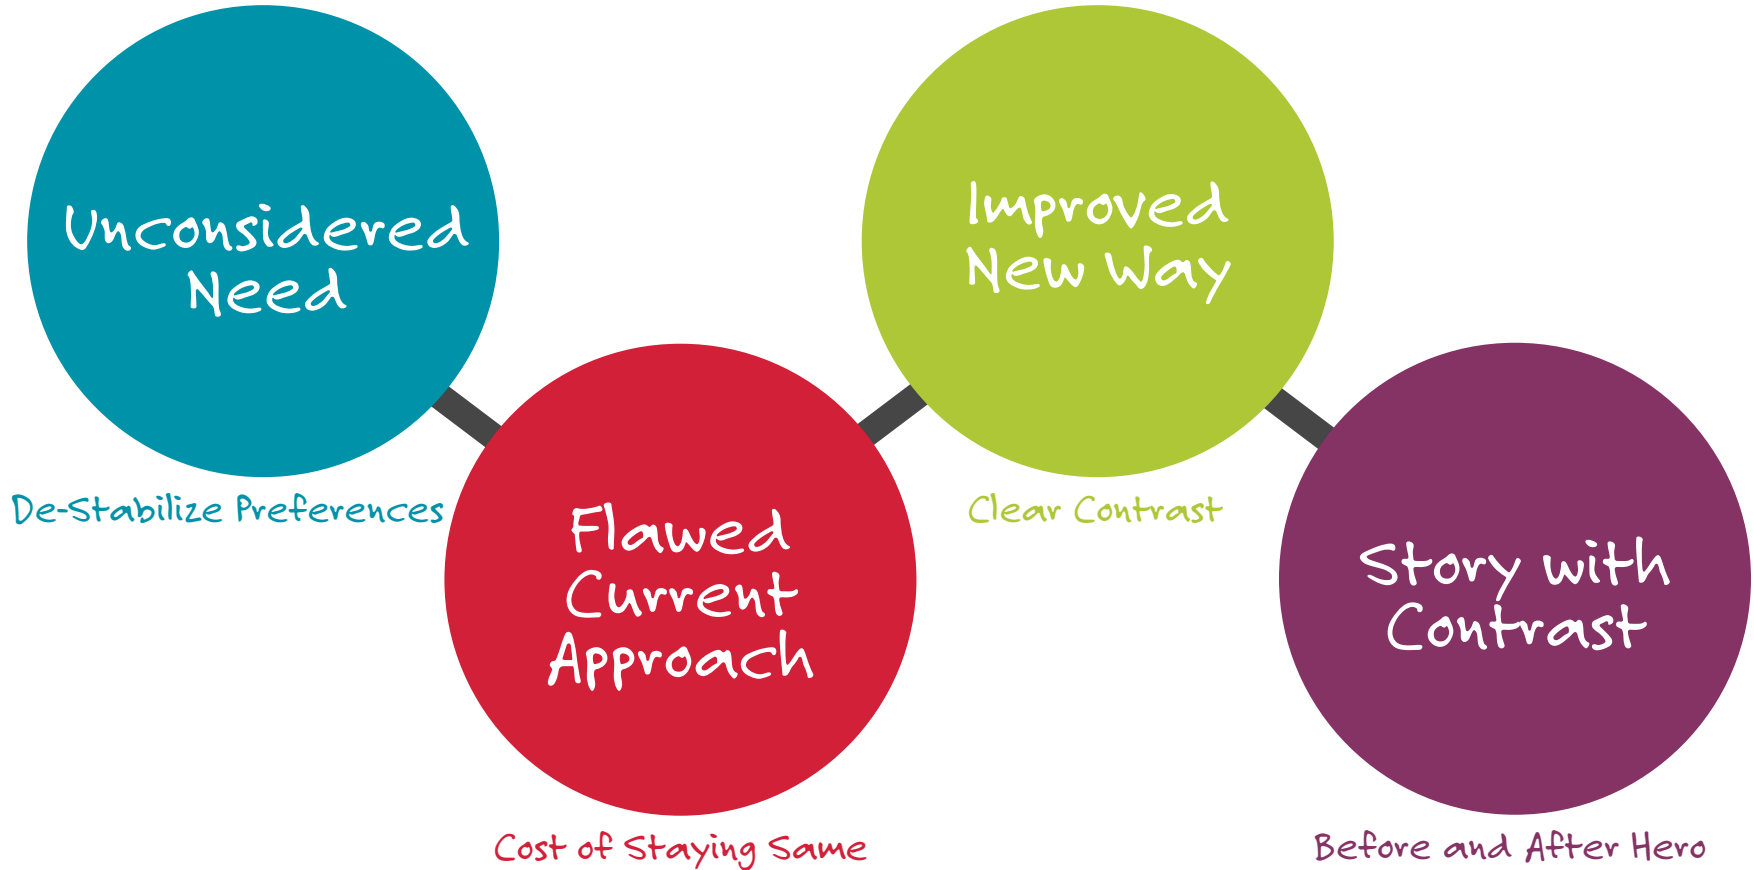 Unconsidered
Need
De-Stabilize Preferences
Flawed
Current
Approach
Cost of Staying Same
Improved
New Way
Clear Contrast
Story with
Contrast
Before and After Hero